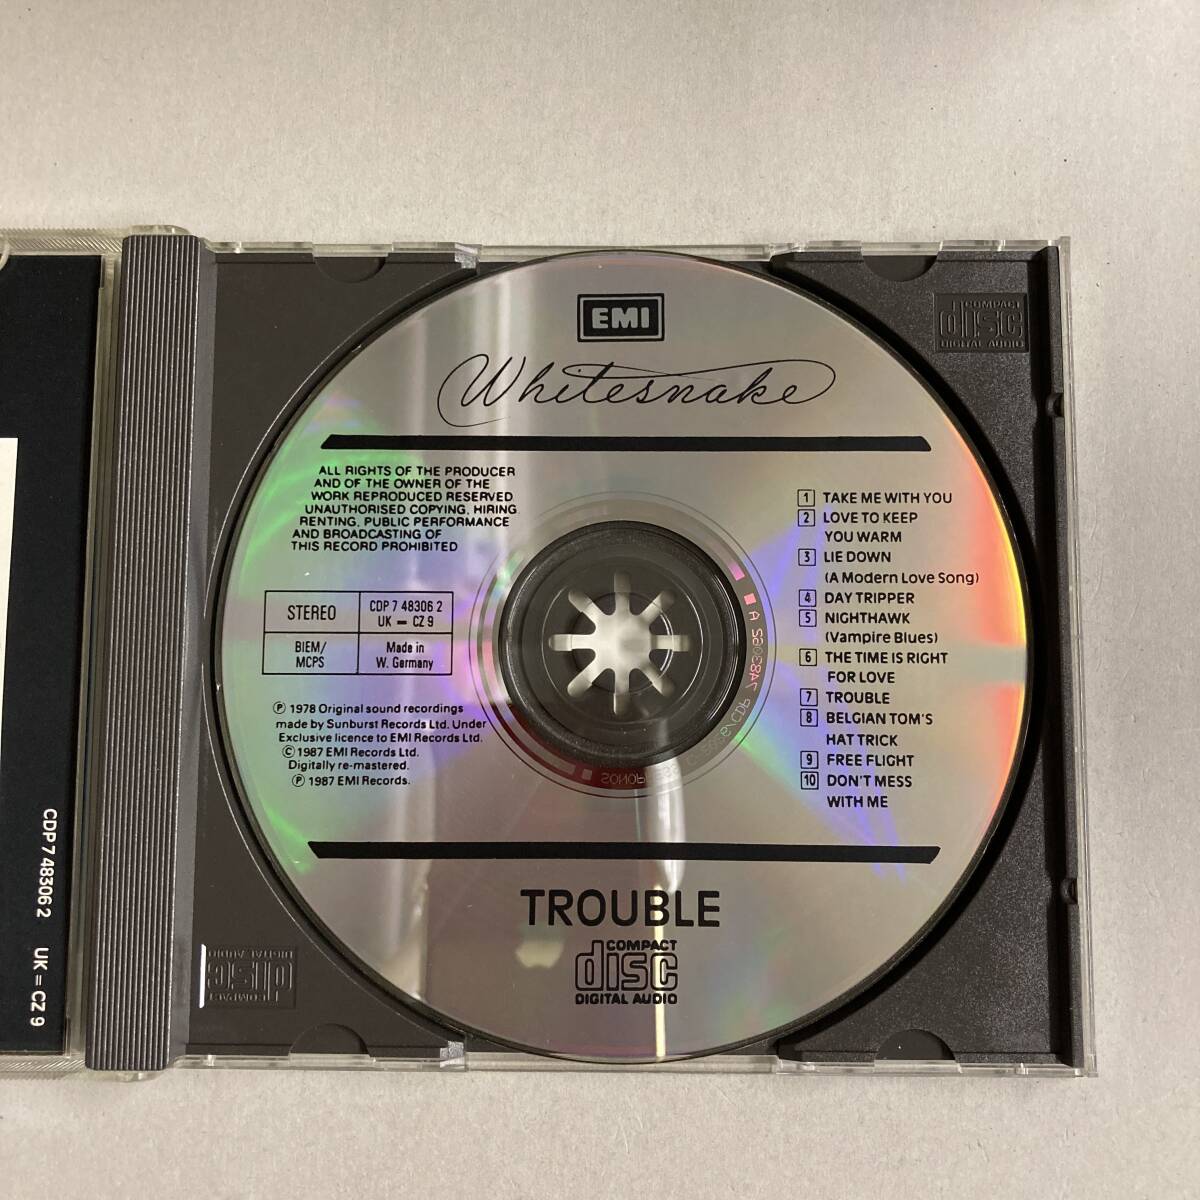 EMI
Whitesnake
ALL RIGHTS OF THE PRODUCER
AND OF THE OWNER OF THE
WORK REPRODUCED RESERVED
UNAUTHORISED COPYING, HIRING,
RENTING, PUBLIC PERFORMANCE
AND BROADCASTING OF
THIS RECORD PROHIBITED
STEREO
CDP 7 48306 2
UK = CZ 9
BIEM/
MCPS
Made in
W. Germany
℗ 1978 Original sound recordings
made by Sunburst Records Ltd. Under
Exclusive licence to EMI Records Ltd.
© 1987 EMI Records Ltd.
Digitally re-mastered.
℗ 1987 EMI Records.
1 TAKE ME WITH YOU
2 LOVE TO KEEP
YOU WARM
3 LIE DOWN
(A Modern Love Song)
4 DAY TRIPPER
5 NIGHTHAWK
(Vampire Blues)
6 THE TIME IS RIGHT
FOR LOVE
7 TROUBLE
8 BELGIAN TOM'S
HAT TRICK
9 FREE FLIGHT
10 DON'T MESS
WITH ME
TROUBLE
COMPACT
disc
DIGITAL AUDIO
COMPACT
disc
DIGITAL AUDIO
COMPACT
disc
DIGITAL AUDIO
CDP 7 48306 2 UK = CZ 9